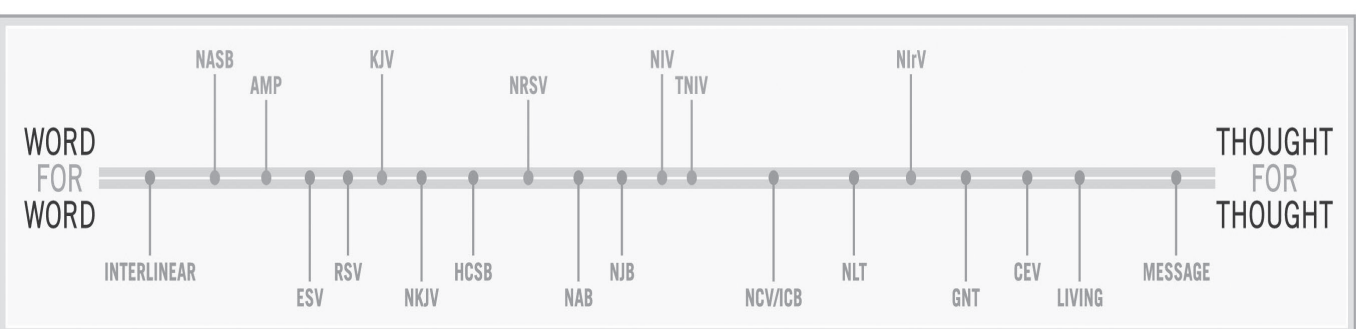 NASB
KJV
NIV
NIrV
AMP
NRSV
TNIV
WORD
FOR
WORD
THOUGHT
FOR
THOUGHT
INTERLINEAR
RSV
HCSB
NJB
NLT
CEV
MESSAGE
ESV
NKJV
NAB
NCV/ICB
GNT
LIVING